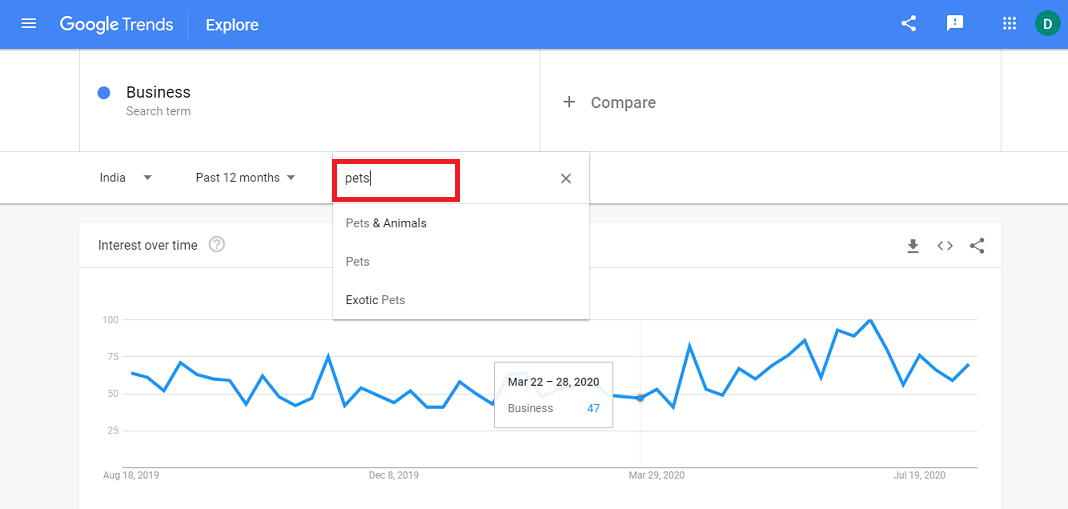 Google Trends Explore D
Business
Search term
+ Compare
India Past 12 months pets
Pets & Animals
Pets
Exotic Pets
Interest over time ?
100
75
50
25
Mar 22 – 28, 2020
Business 47
Aug 18, 2019 Dec 8, 2019 Mar 29, 2020 Jul 19, 2020